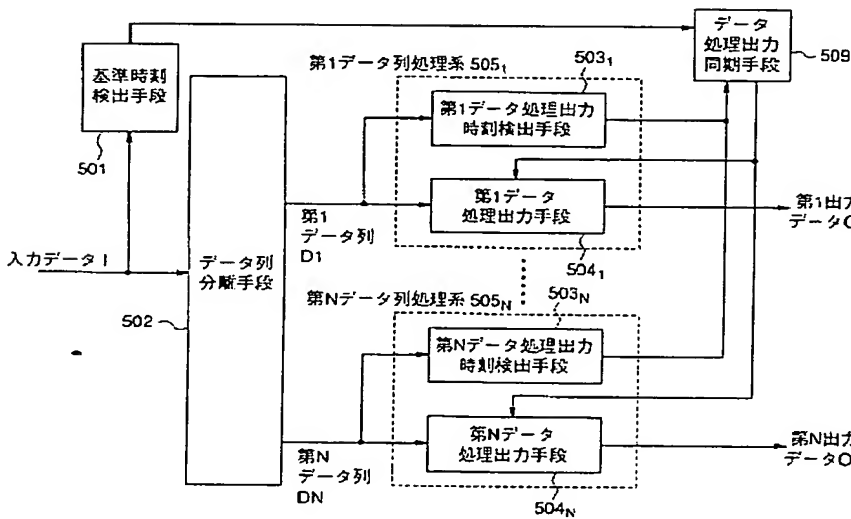 基準時刻
検出手段
501
データ
処理出力
同期手段
509
第1データ列処理系 505₁
503₁
第1データ処理出力
時刻検出手段
第1データ
処理出力手段
504₁
第1
データ列
D1
第1出力
データO
入力データ I
データ列
分離手段
502
第Nデータ列処理系 505N
503N
第Nデータ処理出力
時刻検出手段
第Nデータ
処理出力手段
504N
第N
データ列
DN
第N出力
データO